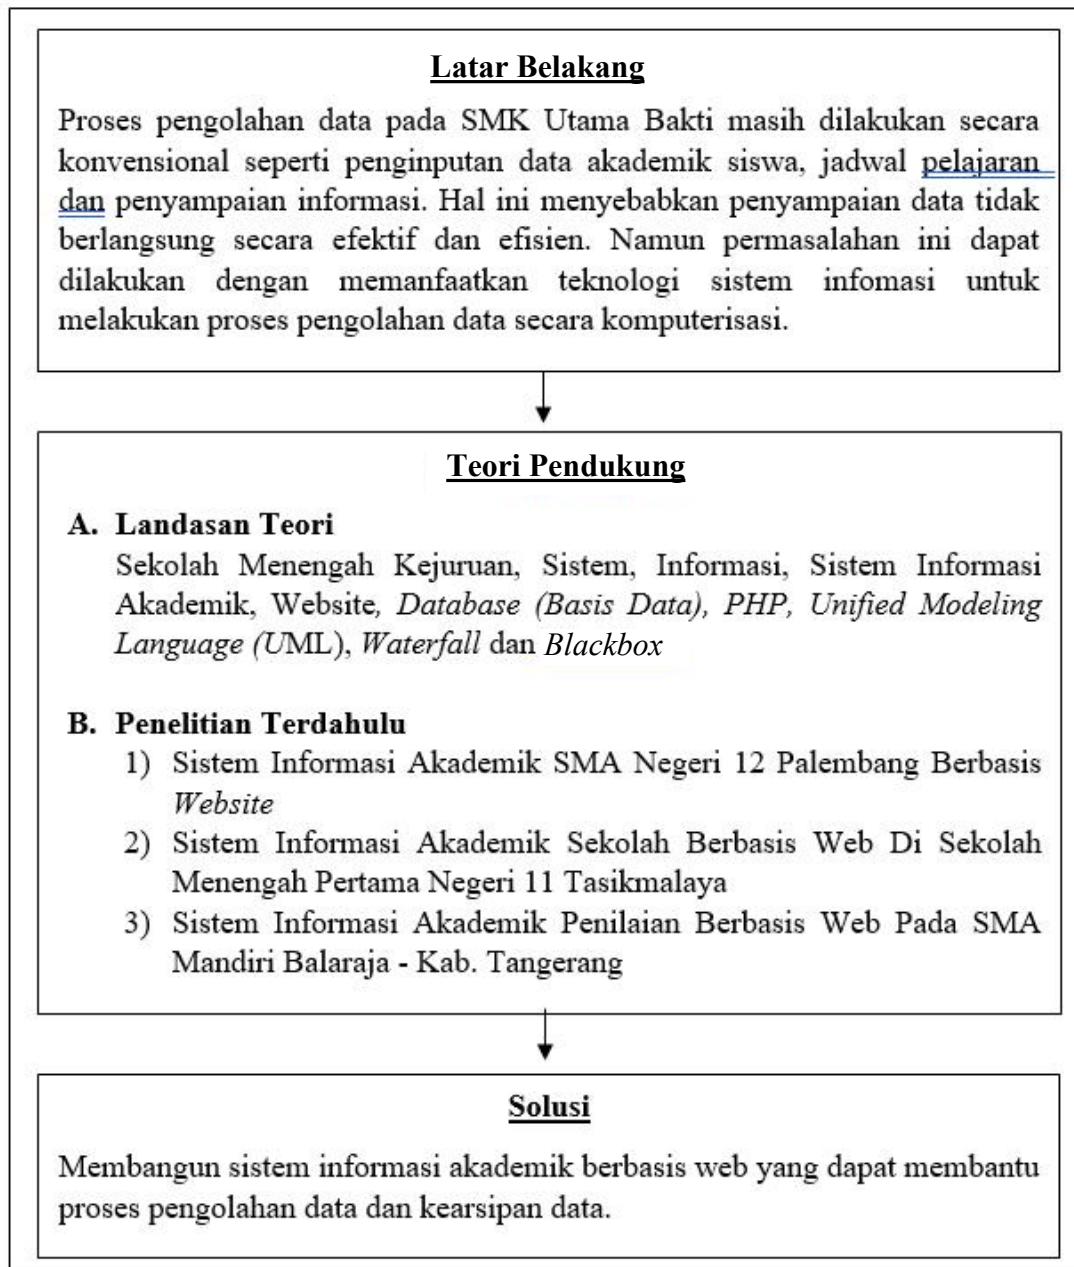 Latar Belakang
Proses pengolahan data pada SMK Utama Bakti masih dilakukan secara
konvensional seperti penginputan data akademik siswa, jadwal pelajaran
dan penyampaian informasi. Hal ini menyebabkan penyampaian data tidak
berlangsung secara efektif dan efisien. Namun permasalahan ini dapat
dilakukan dengan memanfaatkan teknologi sistem infomasi untuk
melakukan proses pengolahan data secara komputerisasi.
Teori Pendukung
A. Landasan Teori
Sekolah Menengah Kejuruan, Sistem, Informasi, Sistem Informasi
Akademik, Website, Database (Basis Data), PHP, Unified Modeling
Language (UML), Waterfall dan Blackbox
B. Penelitian Terdahulu
1) Sistem Informasi Akademik SMA Negeri 12 Palembang Berbasis
Website
2) Sistem Informasi Akademik Sekolah Berbasis Web Di Sekolah
Menengah Pertama Negeri 11 Tasikmalaya
3) Sistem Informasi Akademik Penilaian Berbasis Web Pada SMA
Mandiri Balaraja - Kab. Tangerang
Solusi
Membangun sistem informasi akademik berbasis web yang dapat membantu
proses pengolahan data dan kearsipan data.